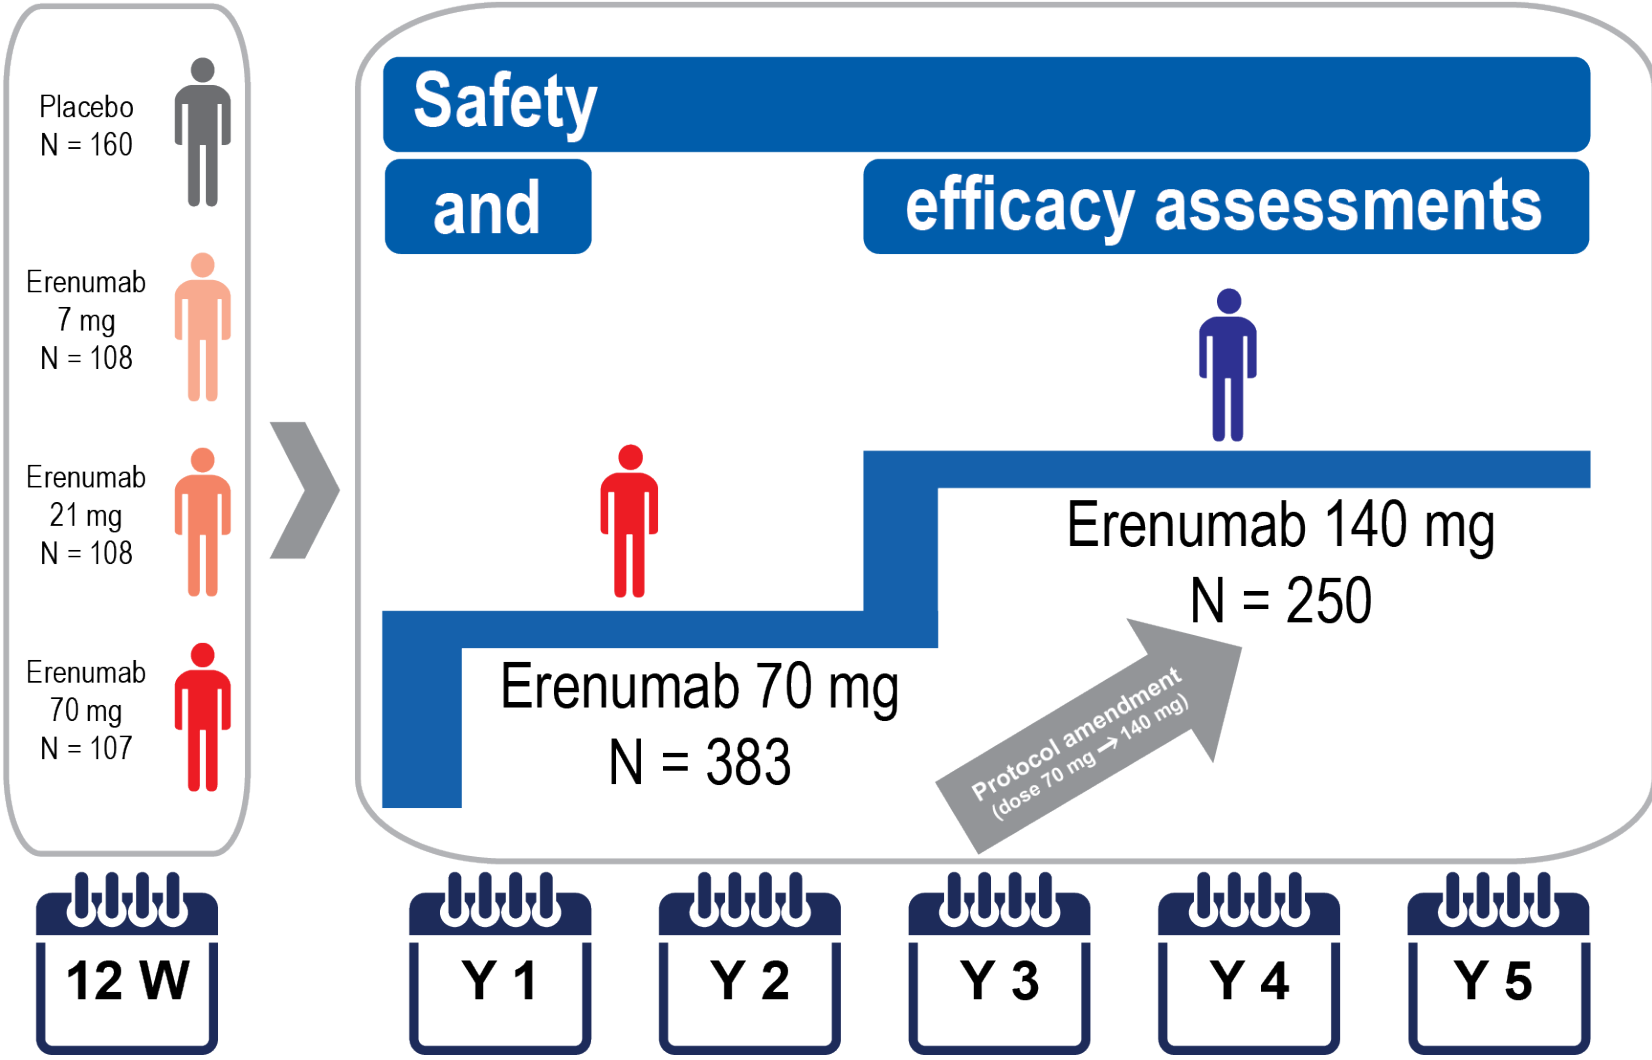 Placebo
N = 160
Erenumab
7 mg
N = 108
Erenumab
21 mg
N = 108
Erenumab
70 mg
N = 107
Safety
and
efficacy assessments
Erenumab 70 mg
N = 383
Erenumab 140 mg
N = 250
Protocol amendment
(dose 70 mg → 140 mg)
12 W
Y 1
Y 2
Y 3
Y 4
Y 5